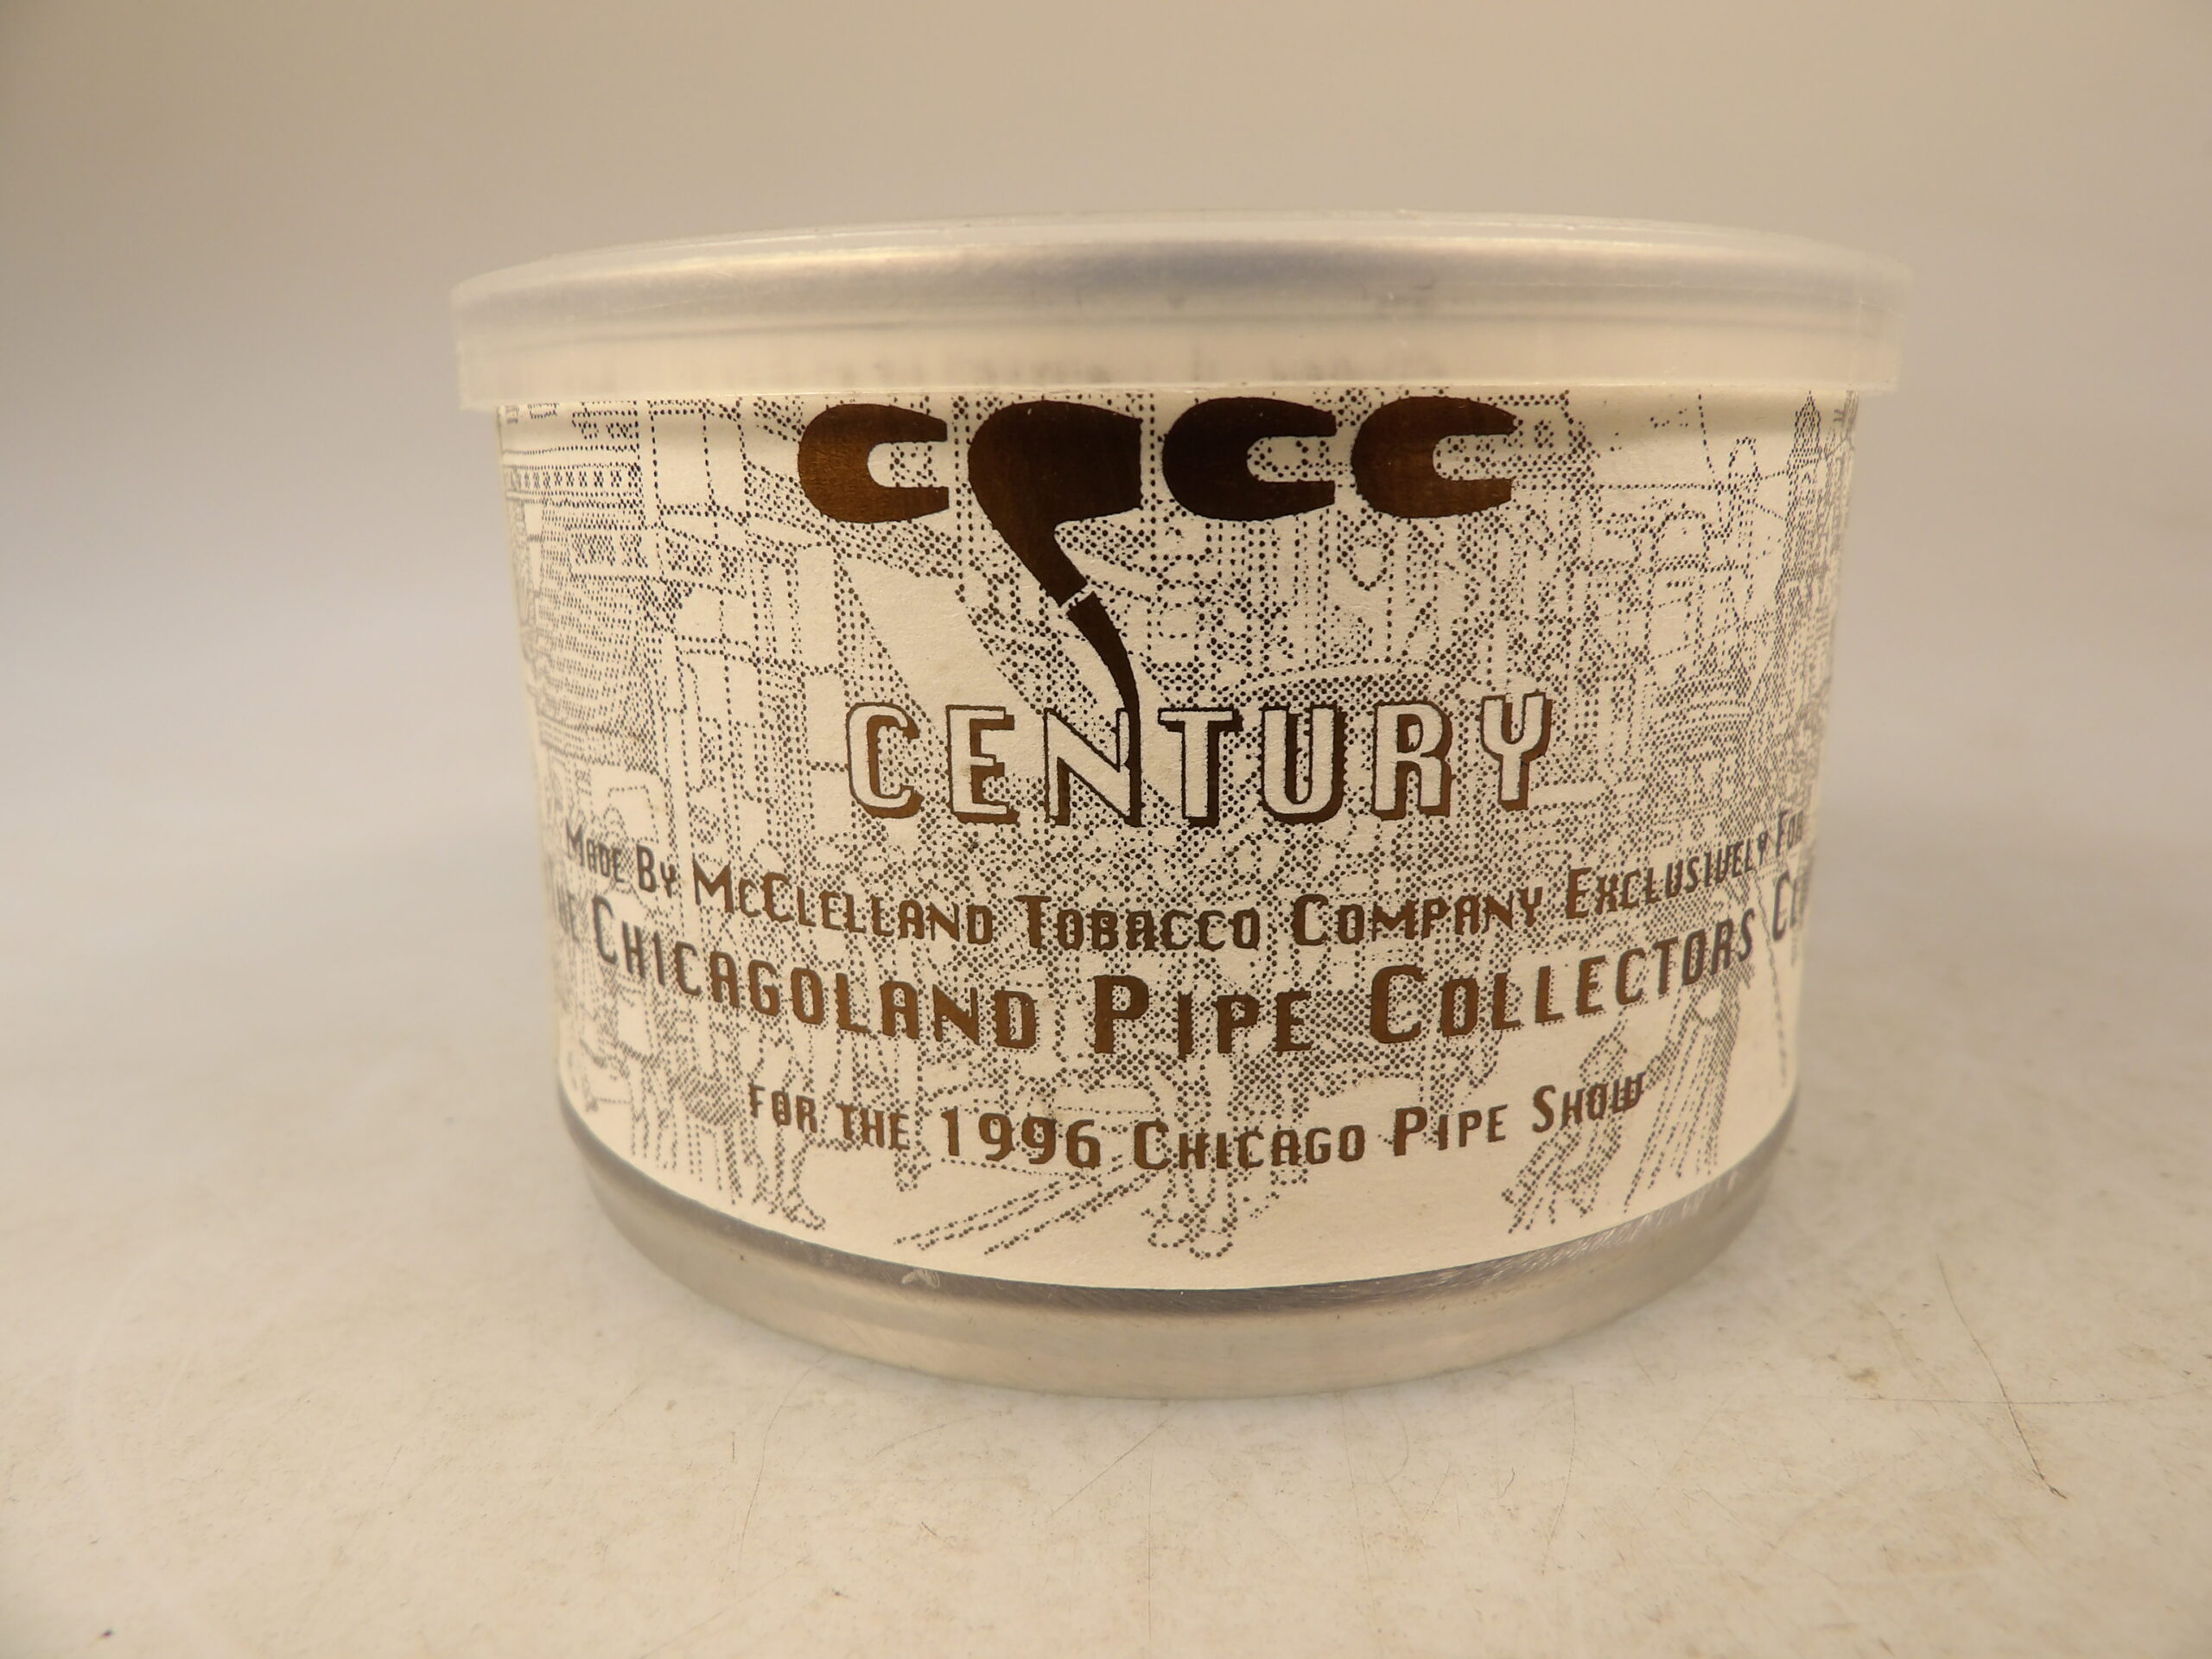 CPCC
CENTURY
MADE BY MCCLELLAND TOBACCO COMPANY EXCLUSIVELY FOR
CHICAGOLAND PIPE COLLECTORS
FOR THE 1996 CHICAGO PIPE SHOW